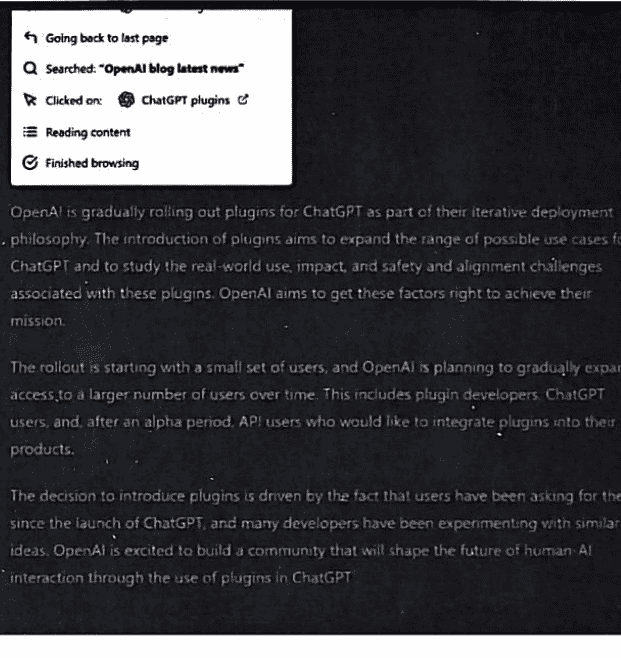 Going back to last page
Searched: "OpenAI blog latest news"
Clicked on: ChatGPT plugins
Reading content
Finished browsing
OpenAI is gradually rolling out plugins for ChatGPT as part of their iterative deployment
philosophy. The introduction of plugins aims to expand the range of possible use cases
ChatGPT and to study the real-world use, impact, and safety and alignment challenges
associated with these plugins. OpenAI aims to get these factors right to achieve their
mission.
The rollout is starting with a small set of users, and OpenAI is planning to gradually
access to a larger number of users over time. This includes plugin developers, ChatGPT
users, and, after an alpha period, API users who would like to integrate plugins into their
products.
The decision to introduce plugins is driven by the fact that users have been asking for
since the launch of ChatGPT, and many developers have been experimenting with similar
ideas. OpenAI is excited to build a community that will shape the future of human-AI
interaction through the use of plugins in ChatGPT